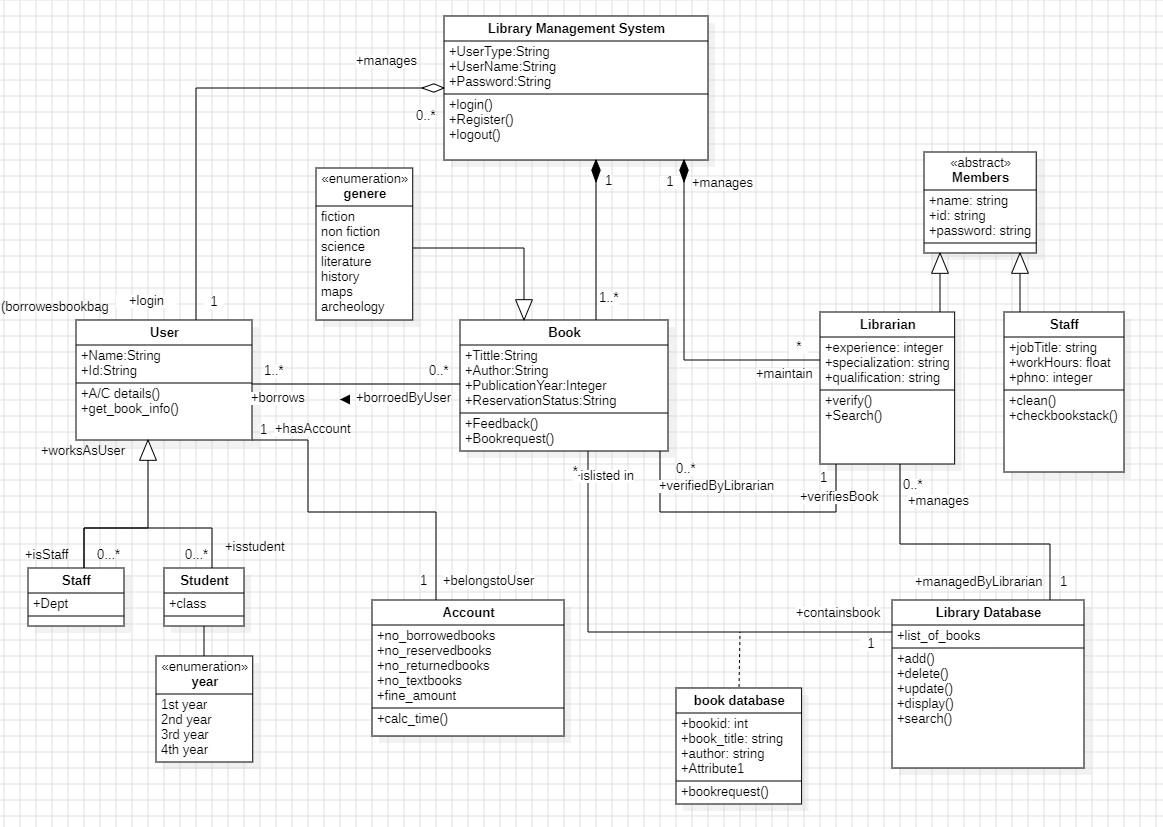 Library Management System
+UserType:String
+UserName:String
+Password:String
+login()
+Register()
+logout()
+manages
0..*
1
1
+manages
«enumeration»
genere
fiction
non fiction
science
literature
history
maps
archeology
«abstract»
Members
+name: string
+id: string
+password: string
(borrowesbookbag
+login
1
1..*
User
+Name:String
+Id:String
+A/C details()
+get_book_info()
1..*
+borrows
0..*
+borroedByUser
Book
+Tittle:String
+Author:String
+PublicationYear:Integer
+ReservationStatus:String
+Feedback()
+Bookrequest()
*
+maintain
Librarian
+experience: integer
+specialization: string
+qualification: string
+verify()
+Search()
Staff
+jobTitle: string
+workHours: float
+phno: integer
+clean()
+checkbookstack()
1
+hasAccount
+worksAsUser
*
islisted in
0..*
+verifiedByLibrarian
1
+verifiesBook
0..*
+manages
+isStaff
0...*
0...*
+isstudent
Staff
+Dept
Student
+class
«enumeration»
year
1st year
2nd year
3rd year
4th year
1
+belongstoUser
Account
+no_borrowedbooks
+no_reservedbooks
+no_returnedbooks
+no_textbooks
+fine_amount
+calc_time()
+managedByLibrarian
1
+containsbook
1
Library Database
+list_of_books
+add()
+delete()
+update()
+display()
+search()
book database
+bookid: int
+book_title: string
+author: string
+Attribute1
+bookrequest()